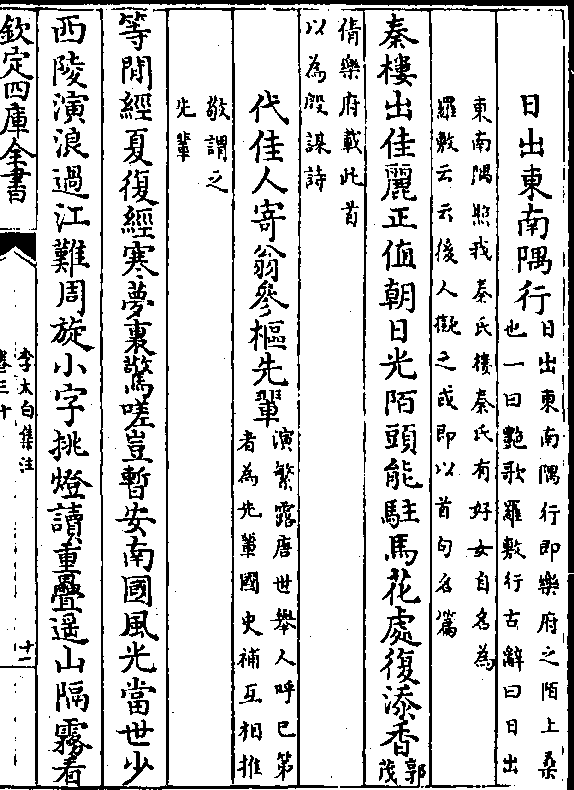 日出東南隅行日出東南隅行即樂府之陌上桑
也一曰艷歌羅敷行古辭曰日出
東南隅照我秦氏樓秦氏有好女自名為
羅敷云云後人擬之或即以首句名篇
秦樓出佳麗正值朝日光陌頭能駐馬花處復添香郭茂
倩樂府載此首
以為殷謀詩
代佳人寄翁參樞先輩演繁露唐世舉人呼已第
者為先輩國史補互相推
敬謂之
先輩
等閒經夏復經寒夢裏驚嗟豈暫安南國風光當世少
西陵演浪過江難周旋小字挑燈讀重疊遥山隔霧看
欽定四庫全書
李太白集注
卷三十
十一